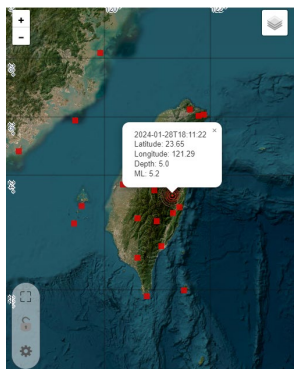 +
-
×
2024-01-28T18:11:22
Latitude: 23.65
Longitude: 121.29
Depth: 5.0
ML: 5.2